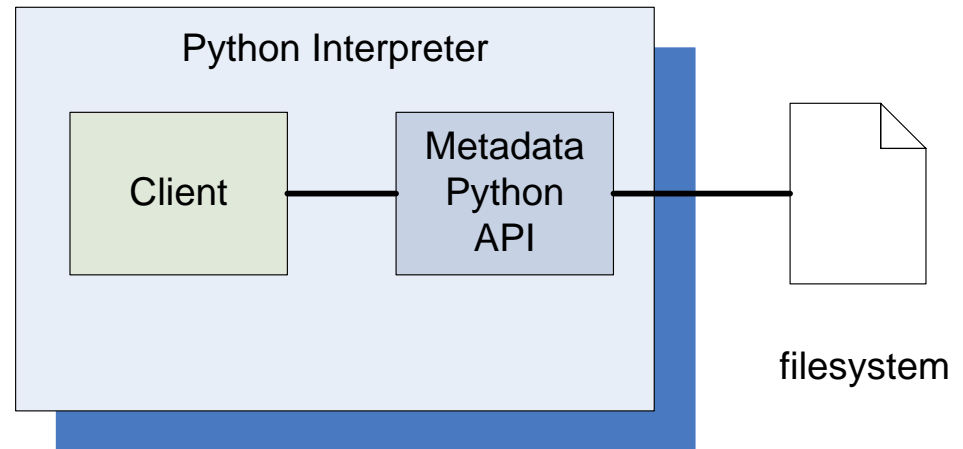 Python Interpreter
Client
Metadata
Python
API
filesystem